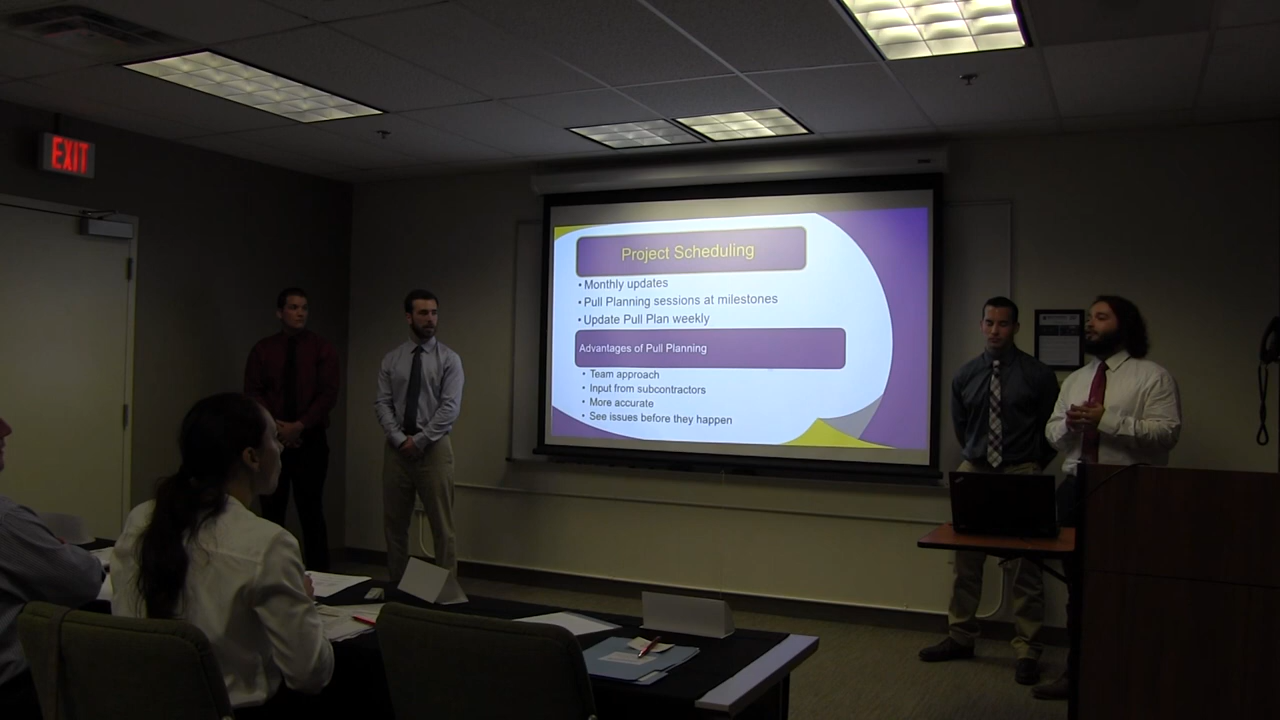 EXIT
Project Scheduling
• Monthly updates
• Pull Planning sessions at milestones
• Update Pull Plan weekly
Advantages of Pull Planning
• Team approach
• Input from subcontractors
• More accurate
• See issues before they happen